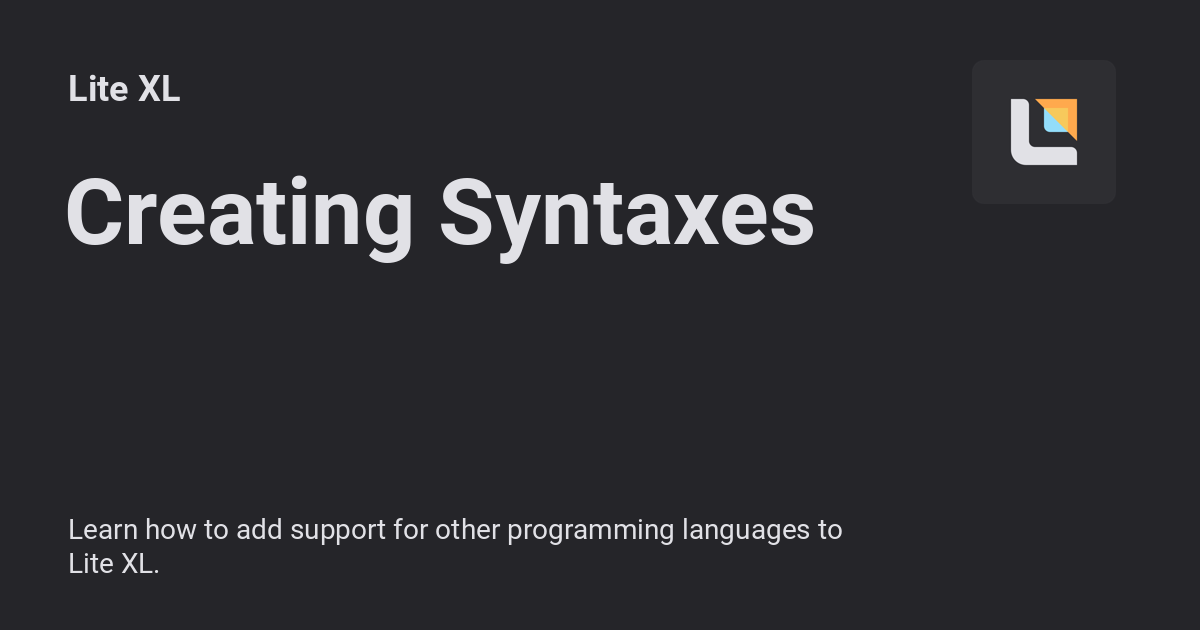 Lite XL
Creating Syntaxes
Learn how to add support for other programming languages to
Lite XL.